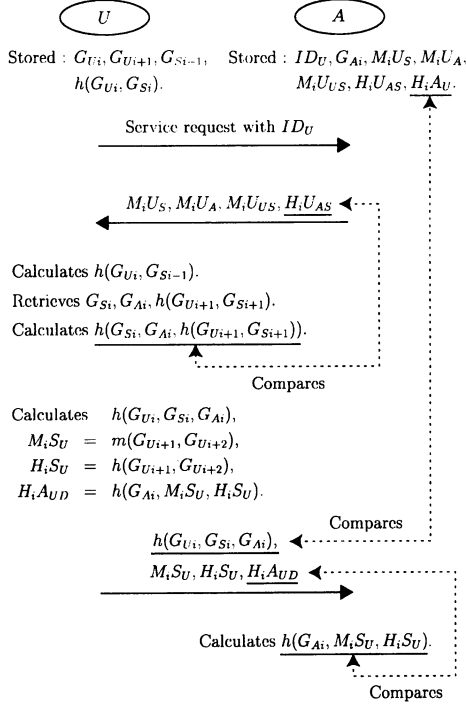 U A
Stored : G_{Ui}, G_{Ui+1}, G_{Si-1}, Stored : ID_U, G_{Ai}, M_iU_S, M_iU_A,
h(G_{Ui}, G_{Si}). M_iU_{US}, H_iU_{AS}, H_iA_U.
Service request with ID_U
M_iU_S, M_iU_A, M_iU_{US}, H_iU_{AS}
Calculates h(G_{Ui}, G_{Si-1}).
Retrieves G_{Si}, G_{Ai}, h(G_{Ui+1}, G_{Si+1}).
Calculates h(G_{Si}, G_{Ai}, h(G_{Ui+1}, G_{Si+1})).
Compares
Calculates h(G_{Ui}, G_{Si}, G_{Ai}),
M_iS_U = m(G_{Ui+1}, G_{Ui+2}),
H_iS_U = h(G_{Ui+1}, G_{Ui+2}),
H_iA_{UD} = h(G_{Ai}, M_iS_U, H_iS_U).
Compares
h(G_{Ui}, G_{Si}, G_{Ai}),
M_iS_U, H_iS_U, H_iA_{UD}
Calculates h(G_{Ai}, M_iS_U, H_iS_U).
Compares